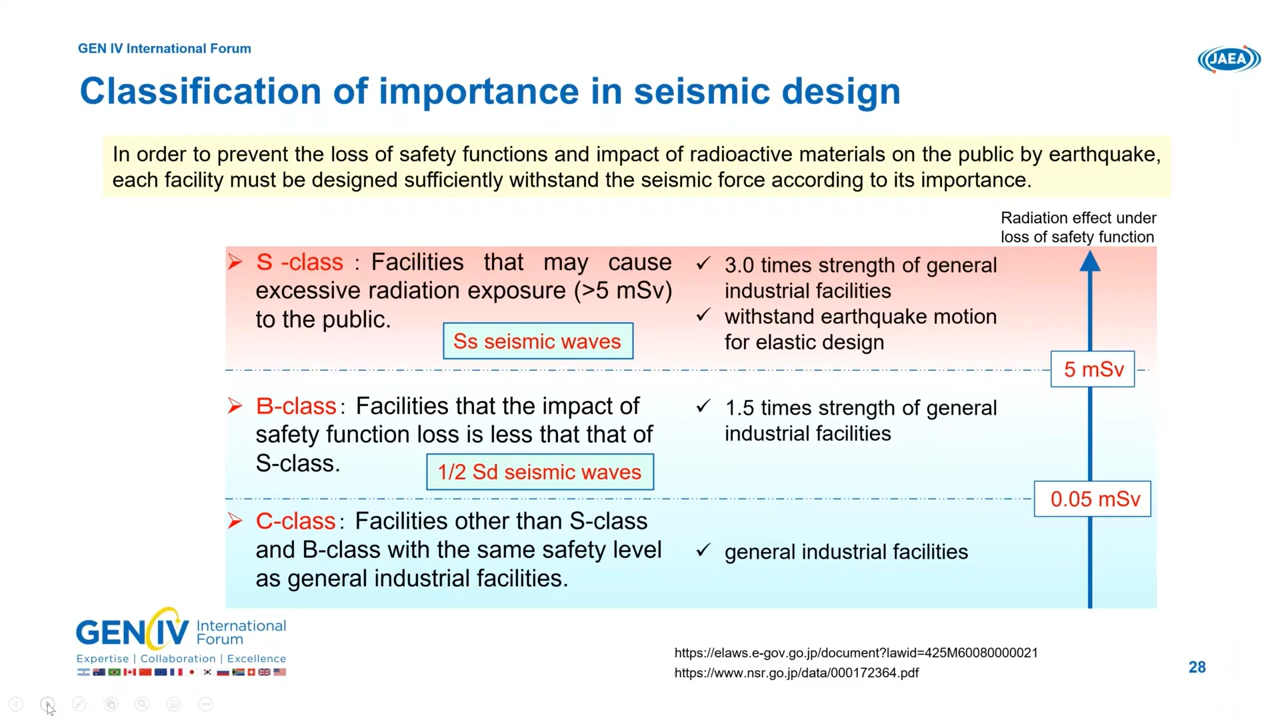 GEN IV International Forum
JAEA
Classification of importance in seismic design
In order to prevent the loss of safety functions and impact of radioactive materials on the public by earthquake,
each facility must be designed sufficiently withstand the seismic force according to its importance.
Radiation effect under
loss of safety function
S -class : Facilities that may cause
excessive radiation exposure (>5 mSv)
to the public.
Ss seismic waves
✓ 3.0 times strength of general
industrial facilities
✓ withstand earthquake motion
for elastic design
5 mSv
B-class: Facilities that the impact of
safety function loss is less that that of
S-class.
1/2 Sd seismic waves
✓ 1.5 times strength of general
industrial facilities
0.05 mSv
C-class: Facilities other than S-class
and B-class with the same safety level
as general industrial facilities.
✓ general industrial facilities
GEN IV International
Forum
Expertise | Collaboration | Excellence
https://elaws.e-gov.go.jp/document?lawid=425M60080000021
https://www.nsr.go.jp/data/000172364.pdf
28